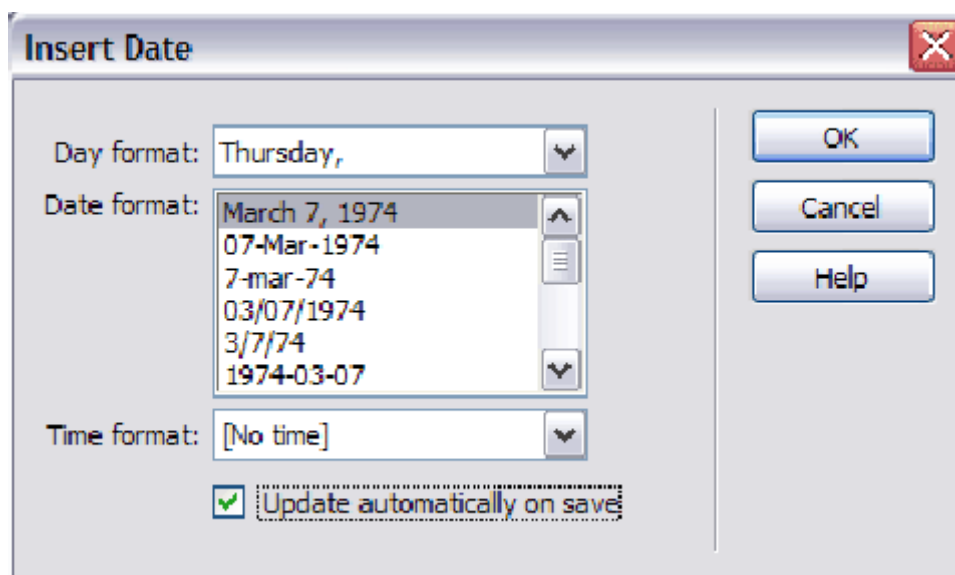 Insert Date
Day format: Thursday,
Date format: March 7, 1974
07-Mar-1974
7-mar-74
03/07/1974
3/7/74
1974-03-07
Time format: [No time]
Update automatically on save
OK
Cancel
Help